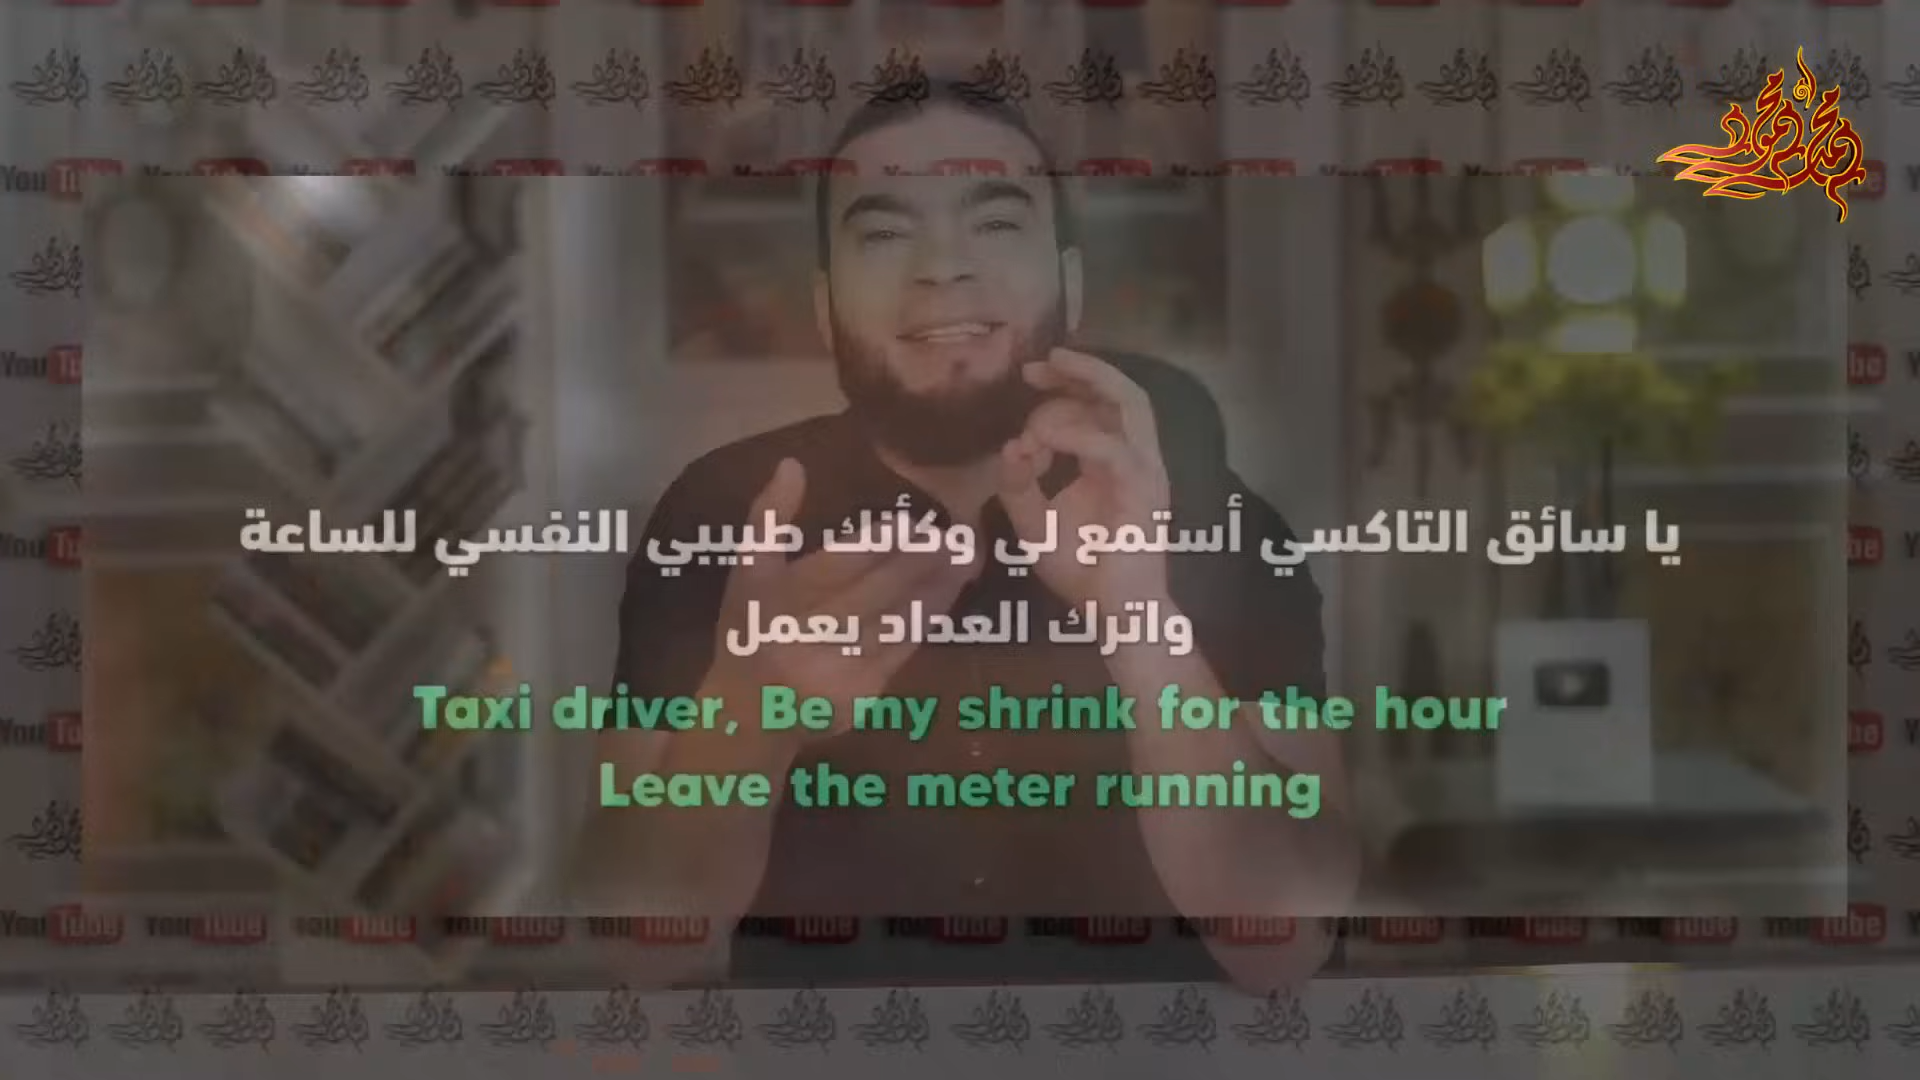 يا سائق التاكسي أستمع لي وكأنك طبيبي النفسي للساعة
واترك العداد يعمل
Taxi driver, Be my shrink for the hour
Leave the meter running
YouTube